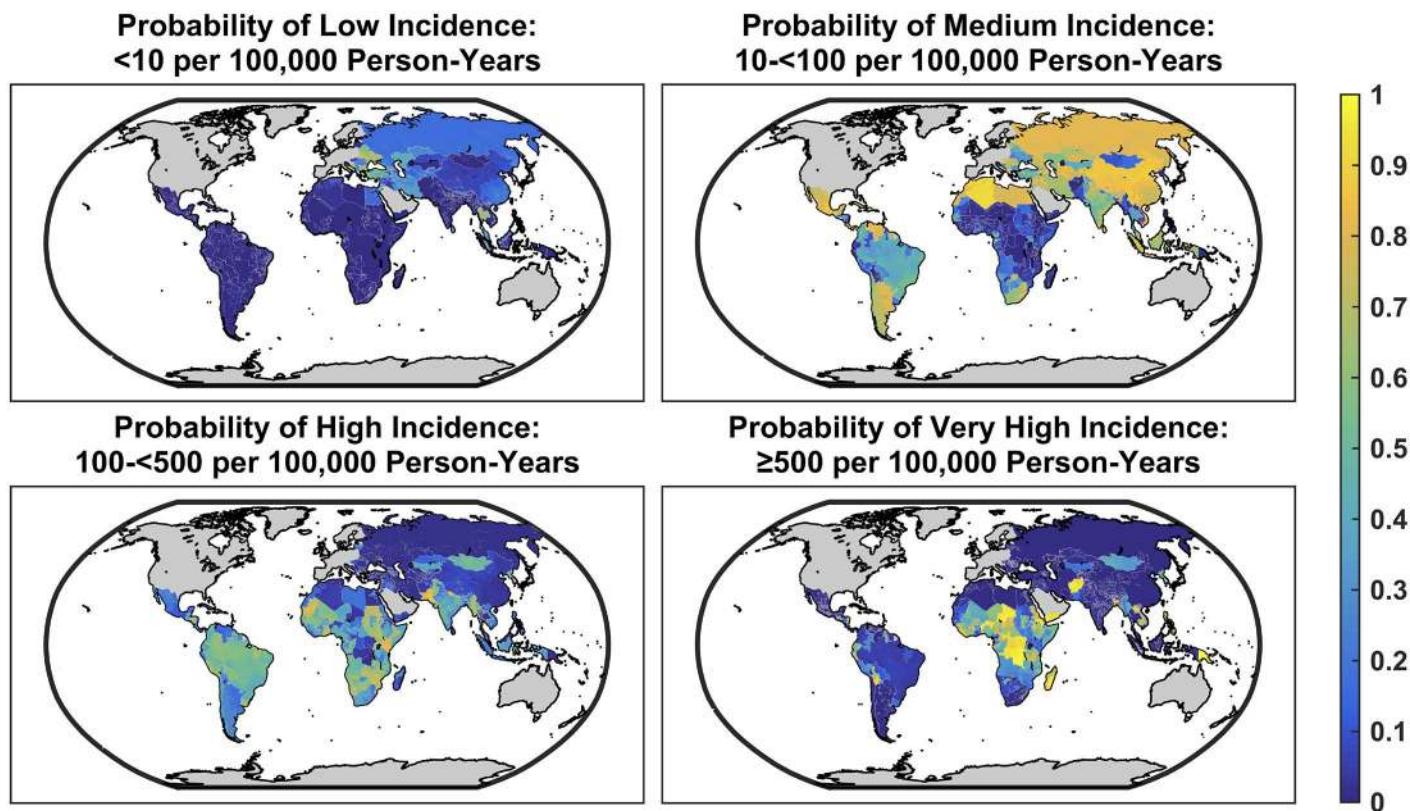 Probability of Low Incidence:
<10 per 100,000 Person-Years
Probability of Medium Incidence:
10-<100 per 100,000 Person-Years
Probability of High Incidence:
100-<500 per 100,000 Person-Years
Probability of Very High Incidence:
≥500 per 100,000 Person-Years
1
0.9
0.8
0.7
0.6
0.5
0.4
0.3
0.2
0.1
0